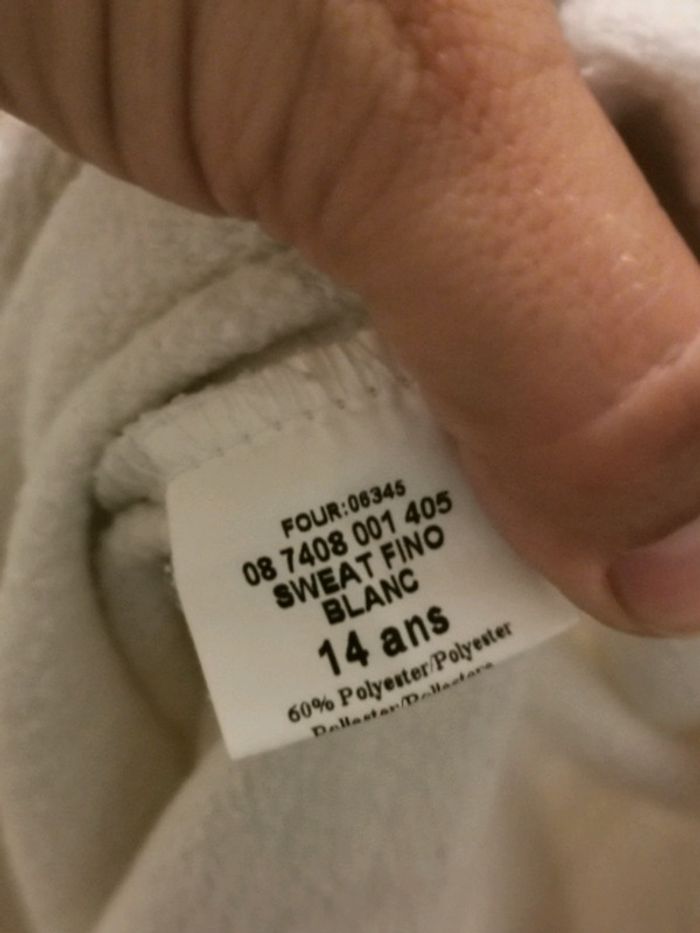 FOUR:06345
08 7408 001 405
SWEAT FINO
BLANC
14 ans
60% Polyester/Polyester